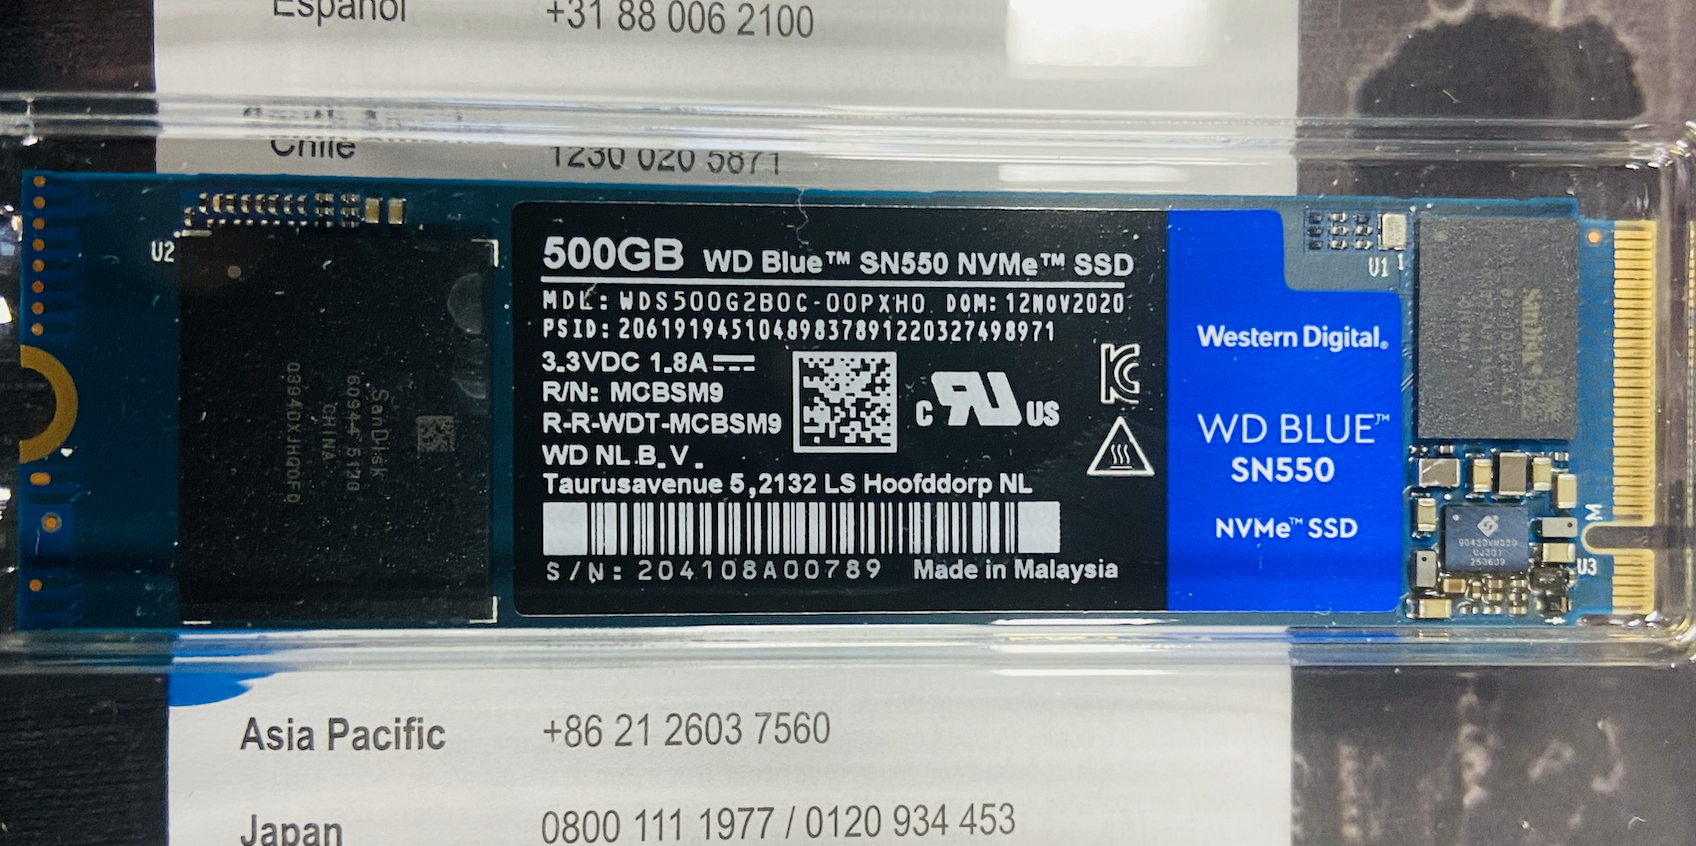 Español +31 88 006 2100
Chile 1230 020 5871
U2
500GB WD Blue™ SN550 NVMe™ SSD
MDL: WDS500G2B0C-00PXH0 DOM: 12NOV2020
PSID: 20619194510489837891220327498971
3.3VDC 1.8A
R/N: MCBSM9
R-R-WDT-MCBSM9
WD NL.B.V.
Taurusavenue 5,2132 LS Hoofddorp NL
S/N: 204108A00789 Made in Malaysia
C RU US
Western Digital®
WD BLUE™
SN550
NVMe™ SSD
U1
M
U3
SanDisk
CHINA
Asia Pacific +86 21 2603 7560
Japan 0800 111 1977 / 0120 934 453